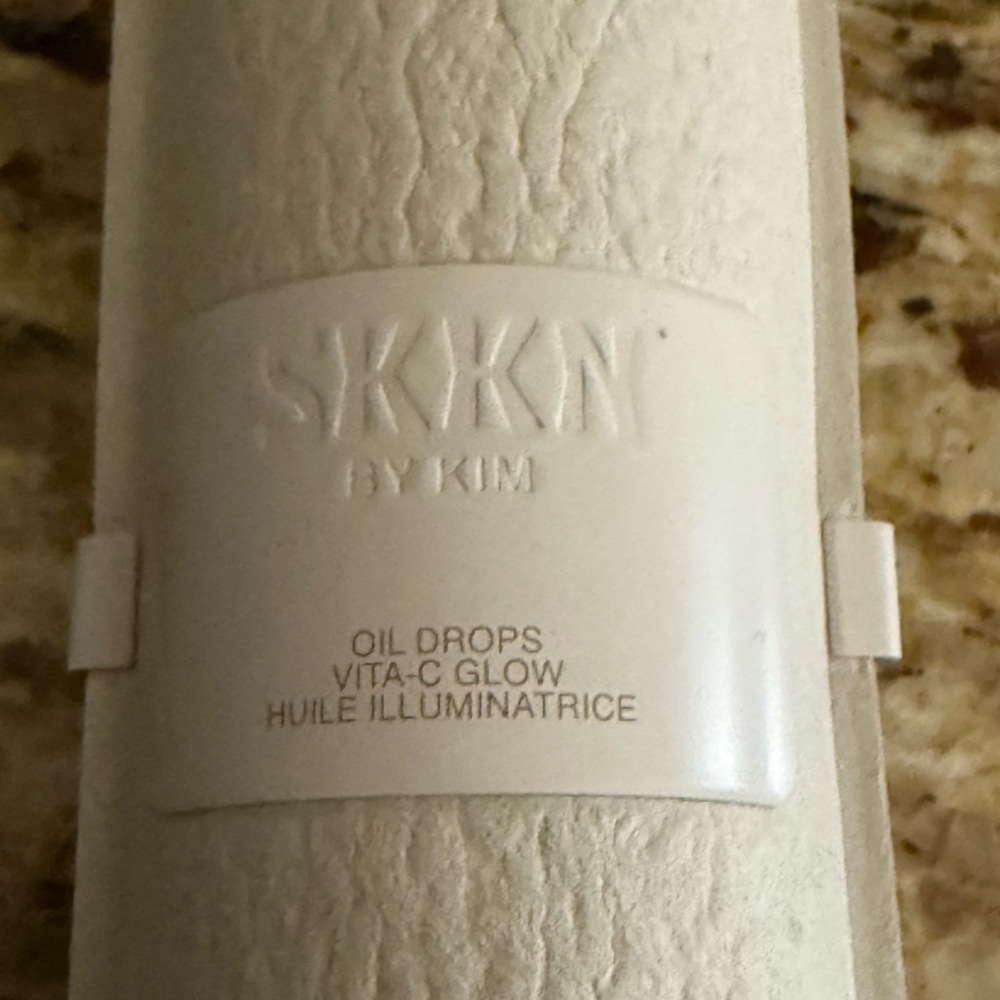 SKKN
BY KIM
OIL DROPS
VITA-C GLOW
HUILE ILLUMINATRICE